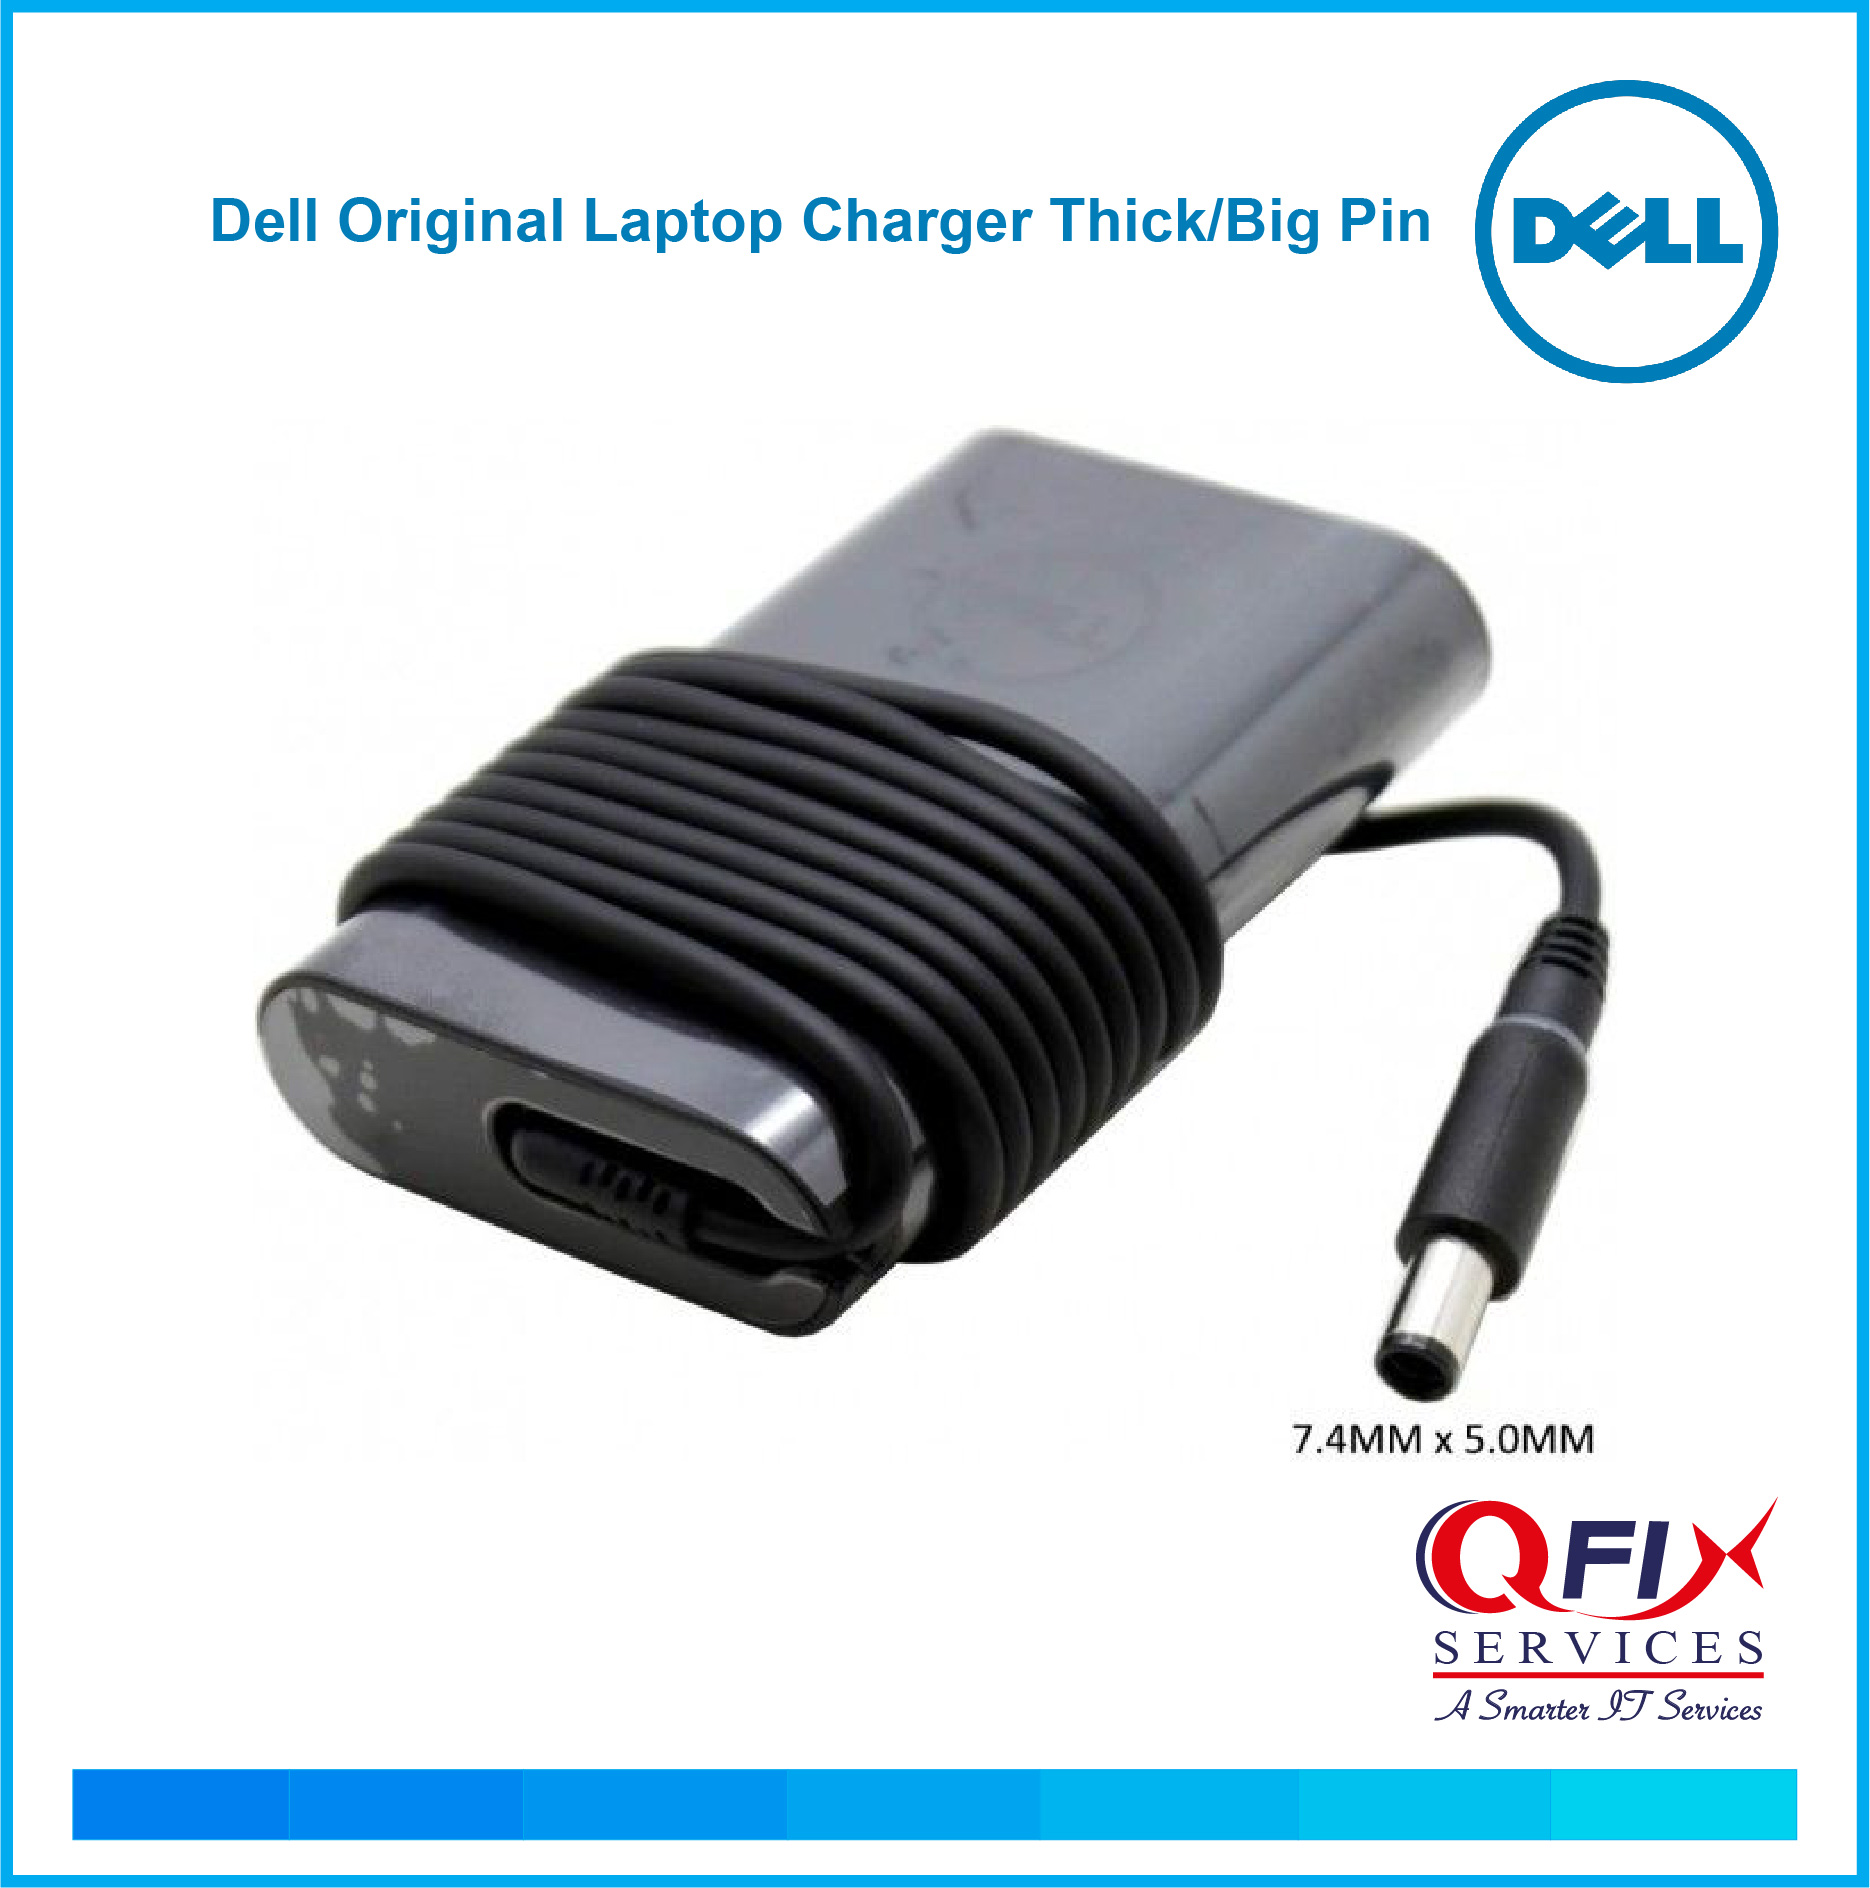 Dell Original Laptop Charger Thick/Big Pin
DELL
7.4MM x 5.0MM
QFIX
SERVICES
A Smarter IT Services